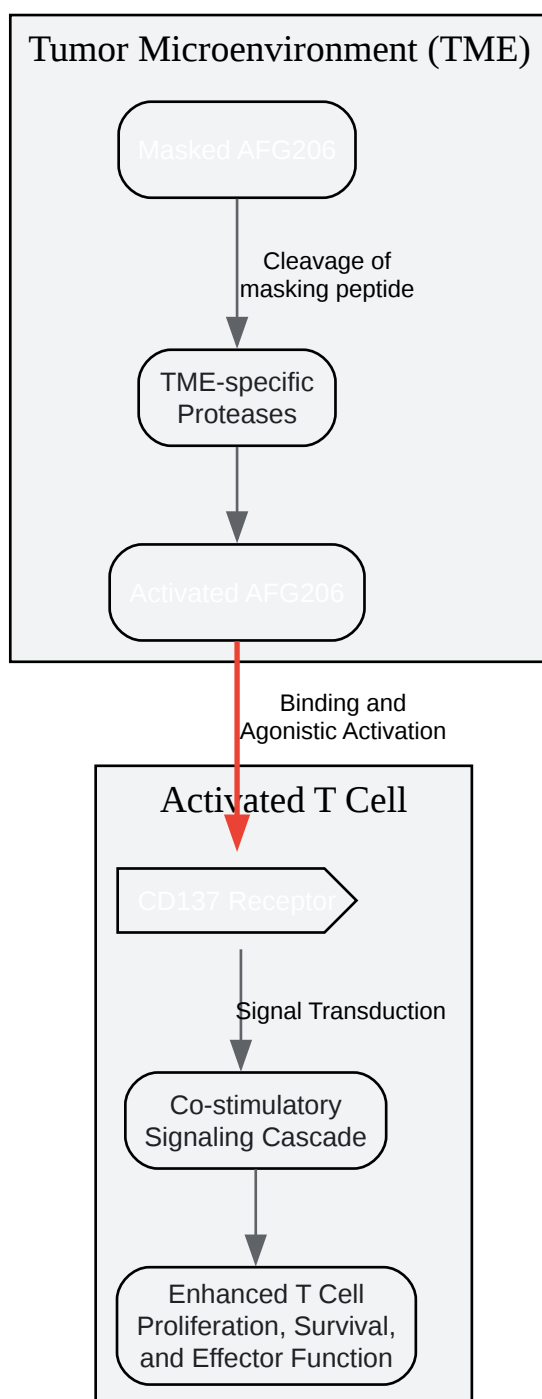 Tumor Microenvironment (TME)
Masked AFG206
Cleavage of
masking peptide
TME-specific
Proteases
Activated AFG206
Binding and
Agonistic Activation
Activated T Cell
CD137 Receptor
Signal Transduction
Co-stimulatory
Signaling Cascade
Enhanced T Cell
Proliferation, Survival,
and Effector Function